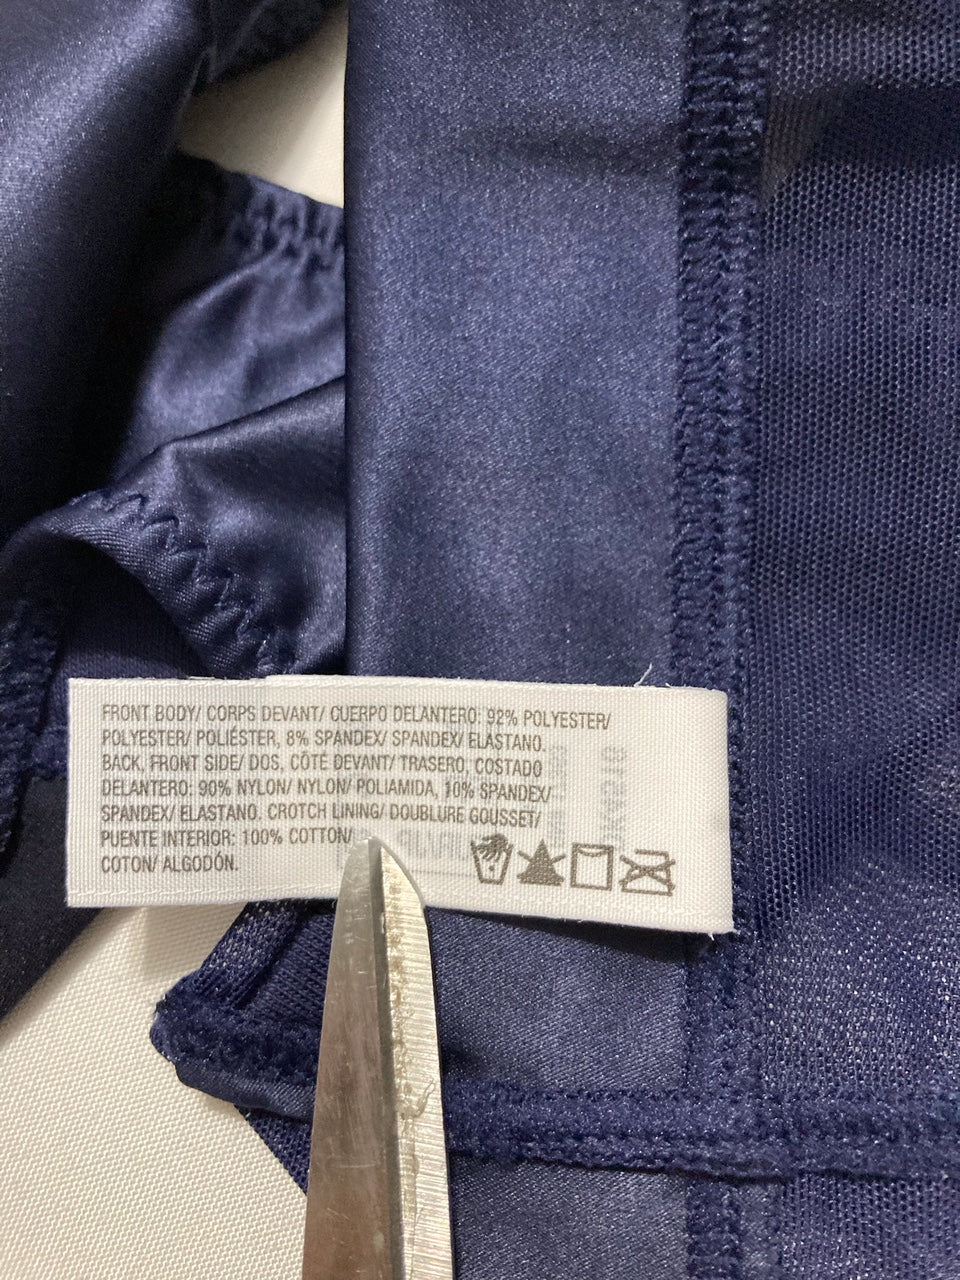 FRONT BODY/ CORPS DEVANT/ CUERPO DELANTERO: 92% POLYESTER/
POLYESTER/ POLIÉSTER, 8% SPANDEX/ SPANDEX/ ELASTANO.
BACK, FRONT SIDE/ DOS, CÔTÉ DEVANT/ TRASERO, COSTADO
DELANTERO: 90% NYLON/ NYLON/ POLIAMIDA, 10% SPANDEX/
SPANDEX/ ELASTANO. CROTCH LINING/ DOUBLURE GOUSSET/
PUENTE INTERIOR: 100% COTTON/
COTON/ ALGODÓN.